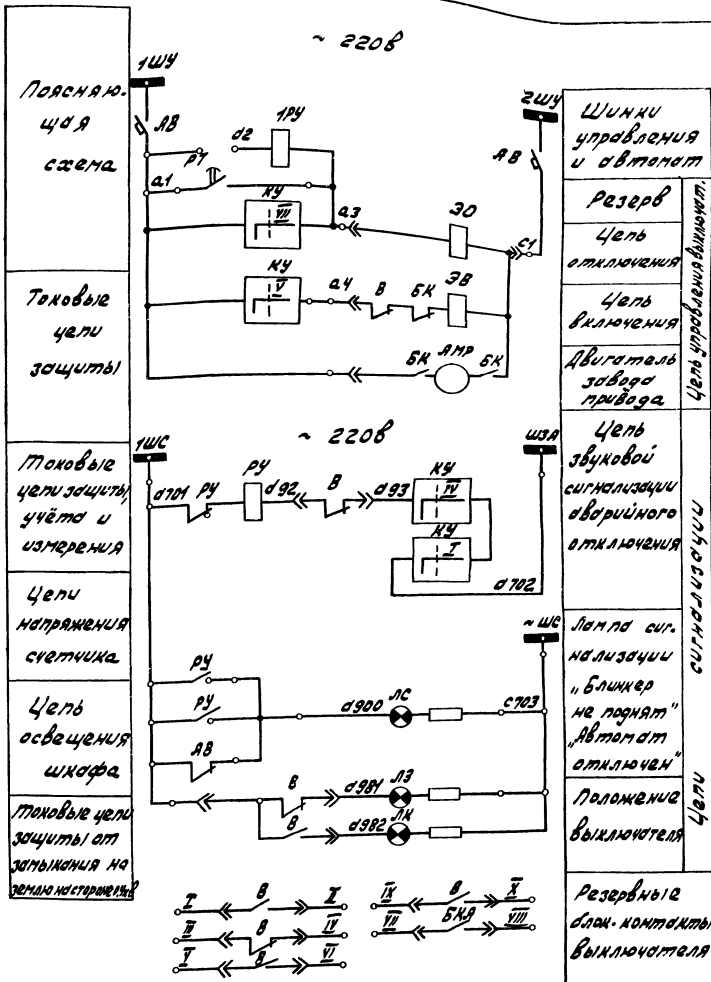 ~ 220в
Поясняю-
щая
схема
Токовые
цепи
защиты
Токовые
цепи защиты,
учёта и
измерения
Цепи
напряжения
счетчика
Цепь
освещения
шкафа
Токовые цепи
защиты от
замыкания на
землю на стороне
1ШУ
2ШУ
АВ
АВ
d2
1РУ
РТ
а1
КУ
VII
а3
ЭО
С1
КУ
V
а4
В
БК
ЭВ
БК
АМР
БК
~ 220в
1ШС
ШЗА
d701
РУ
РУ
d92
В
d93
КУ
IV
КУ
I
d702
~ШС
РУ
РУ
d900
ЛС
С703
АВ
В
d981
ЛЗ
В
d982
ЛК
I
В
II
III
В
IV
V
В
VI
IX
В
X
VII
БКА
VIII
Шинки
управления
и автомат
Резерв
Цепь
отключения
Цепь
включения
Двигатель
завода
привода
Цепь управления выключат.
Цепь
звуковой
сигнализации
аварийного
отключения
Лампа сиг-
нализации
„Блинкер
не поднят”
„Автомат
отключен”
Положение
выключателя
Цепи сигнализации
Резервные
блок-контакты
выключателя